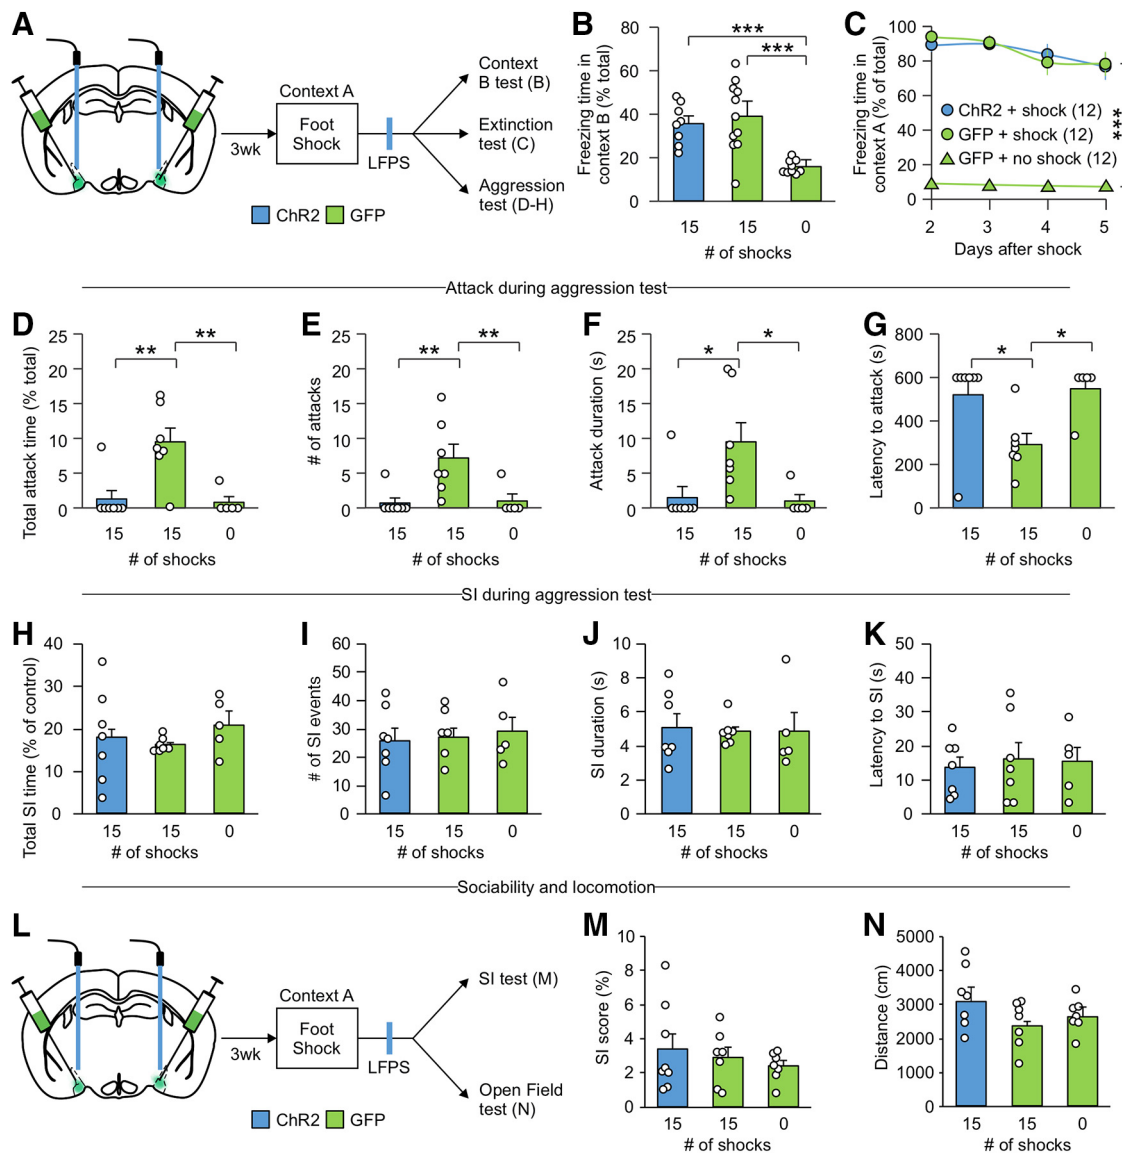 A
3wk
Context A
Foot
Shock
LFPS
Context
B test (B)
Extinction
test (C)
Aggression
test (D-H)
ChR2
GFP
B
Freezing time in
context B (% total)
80
60
40
20
0
***
***
15
15
0
# of shocks
C
Freezing time in
context A (% of total)
100
80
60
40
20
0
ChR2 + shock (12)
GFP + shock (12)
GFP + no shock (12)
***
2
3
4
5
Days after shock
Attack during aggression test
D
Total attack time (% total)
25
20
15
10
5
0
**
**
15
15
0
# of shocks
E
# of attacks
25
20
15
10
5
0
**
**
15
15
0
# of shocks
F
Attack duration (s)
25
20
15
10
5
0
*
*
15
15
0
# of shocks
G
Latency to attack (s)
800
600
400
200
0
*
*
15
15
0
# of shocks
SI during aggression test
H
Total SI time (% of control)
40
30
20
10
0
15
15
0
# of shocks
I
# of SI events
60
50
40
30
20
10
0
15
15
0
# of shocks
J
SI duration (s)
10
8
6
4
2
0
15
15
0
# of shocks
K
Latency to SI (s)
50
40
30
20
10
0
15
15
0
# of shocks
Sociability and locomotion
L
3wk
Context A
Foot
Shock
LFPS
SI test (M)
Open Field
test (N)
ChR2
GFP
M
SI score (%)
10
8
6
4
2
0
15
15
0
# of shocks
N
Distance (cm)
5000
4000
3000
2000
1000
0
15
15
0
# of shocks